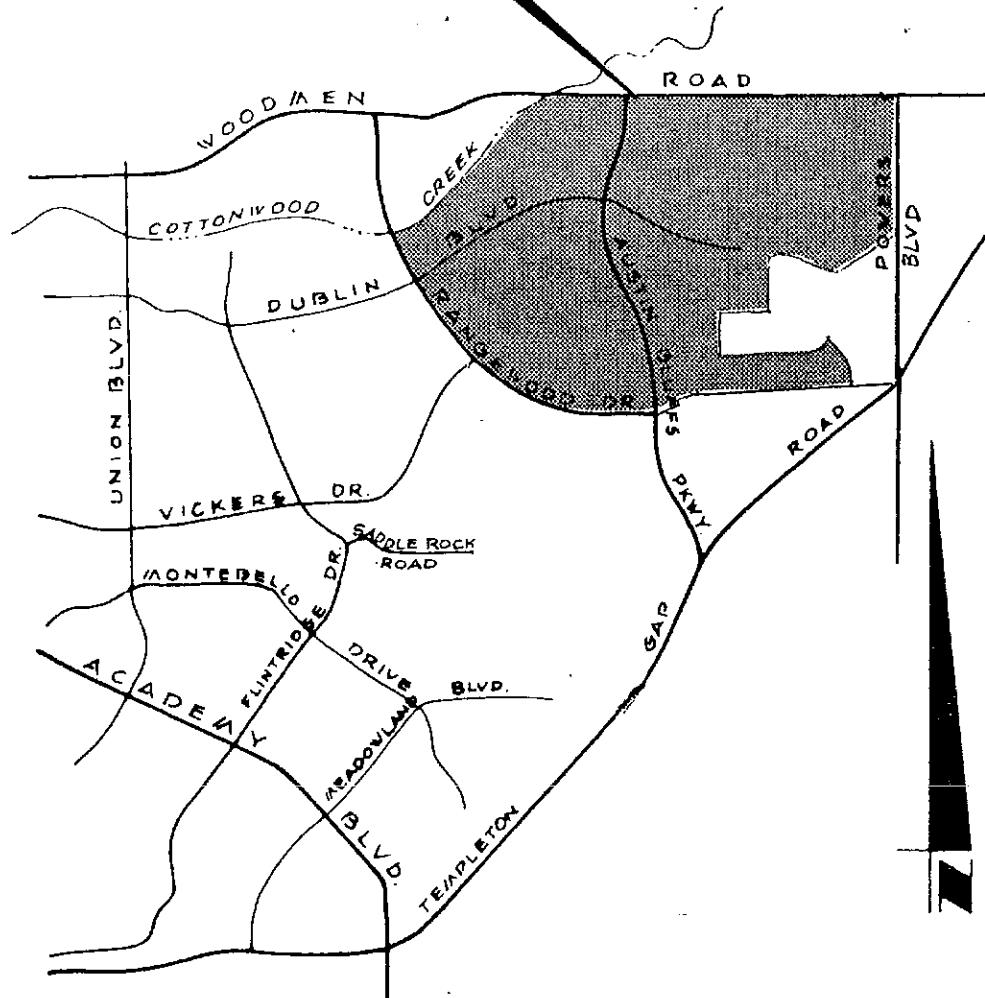 WOODMEN ROAD
COTTONWOOD CREEK
DUBLIN BLVD
POWERS BLVD
AUSTIN BLUFFS PKWY.
RANGEWOOD DR
UNION BLVD.
ROAD
VICKERS DR.
SADDLE ROCK
ROAD
MONTEBELLO DRIVE
FLINTRIDGE DR.
ACADEMY BLVD.
MEADOWLAND BLVD.
TEMPLETON GAP
N